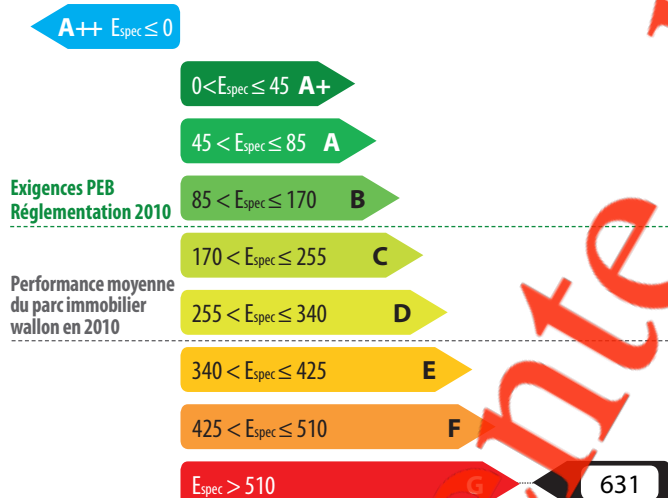 A++ Espec ≤ 0
0<Espec ≤ 45 A+
45 < Espec ≤ 85 A
Exigences PEB
Réglementation 2010
85 < Espec ≤ 170 B
170 < Espec ≤ 255 C
Performance moyenne
du parc immobilier
wallon en 2010
255 < Espec ≤ 340 D
340 < Espec ≤ 425 E
425 < Espec ≤ 510 F
Espec > 510 G
631
nte